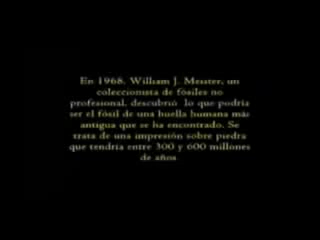 En 1968, William J. Meister, un
coleccionista de fósiles no
profesional, descubrió lo que podría
ser el fósil de una huella humana más
antigua que se ha encontrado. Se
trata de una impresión sobre piedra
que tendría entre 300 y 600 millones
de años.